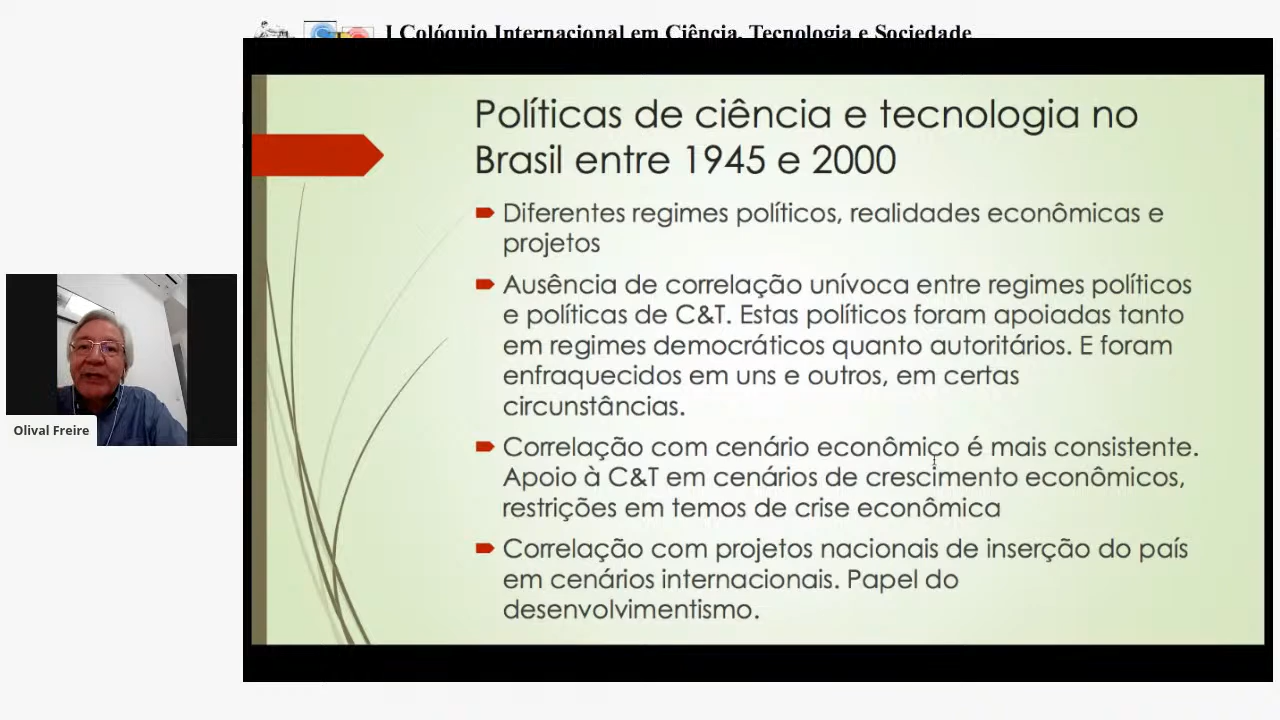 I Colóquio Internacional em Ciência, Tecnologia e Sociedade
Políticas de ciência e tecnologia no
Brasil entre 1945 e 2000
Diferentes regimes políticos, realidades econômicas e
projetos
Ausência de correlação unívoca entre regimes políticos
e políticas de C&T. Estas políticos foram apoiadas tanto
em regimes democráticos quanto autoritários. E foram
enfraquecidos em uns e outros, em certas
circunstâncias.
Correlação com cenário econômico é mais consistente.
Apoio à C&T em cenários de crescimento econômicos,
restrições em temos de crise econômica
Correlação com projetos nacionais de inserção do país
em cenários internacionais. Papel do
desenvolvimentismo.
Olival Freire